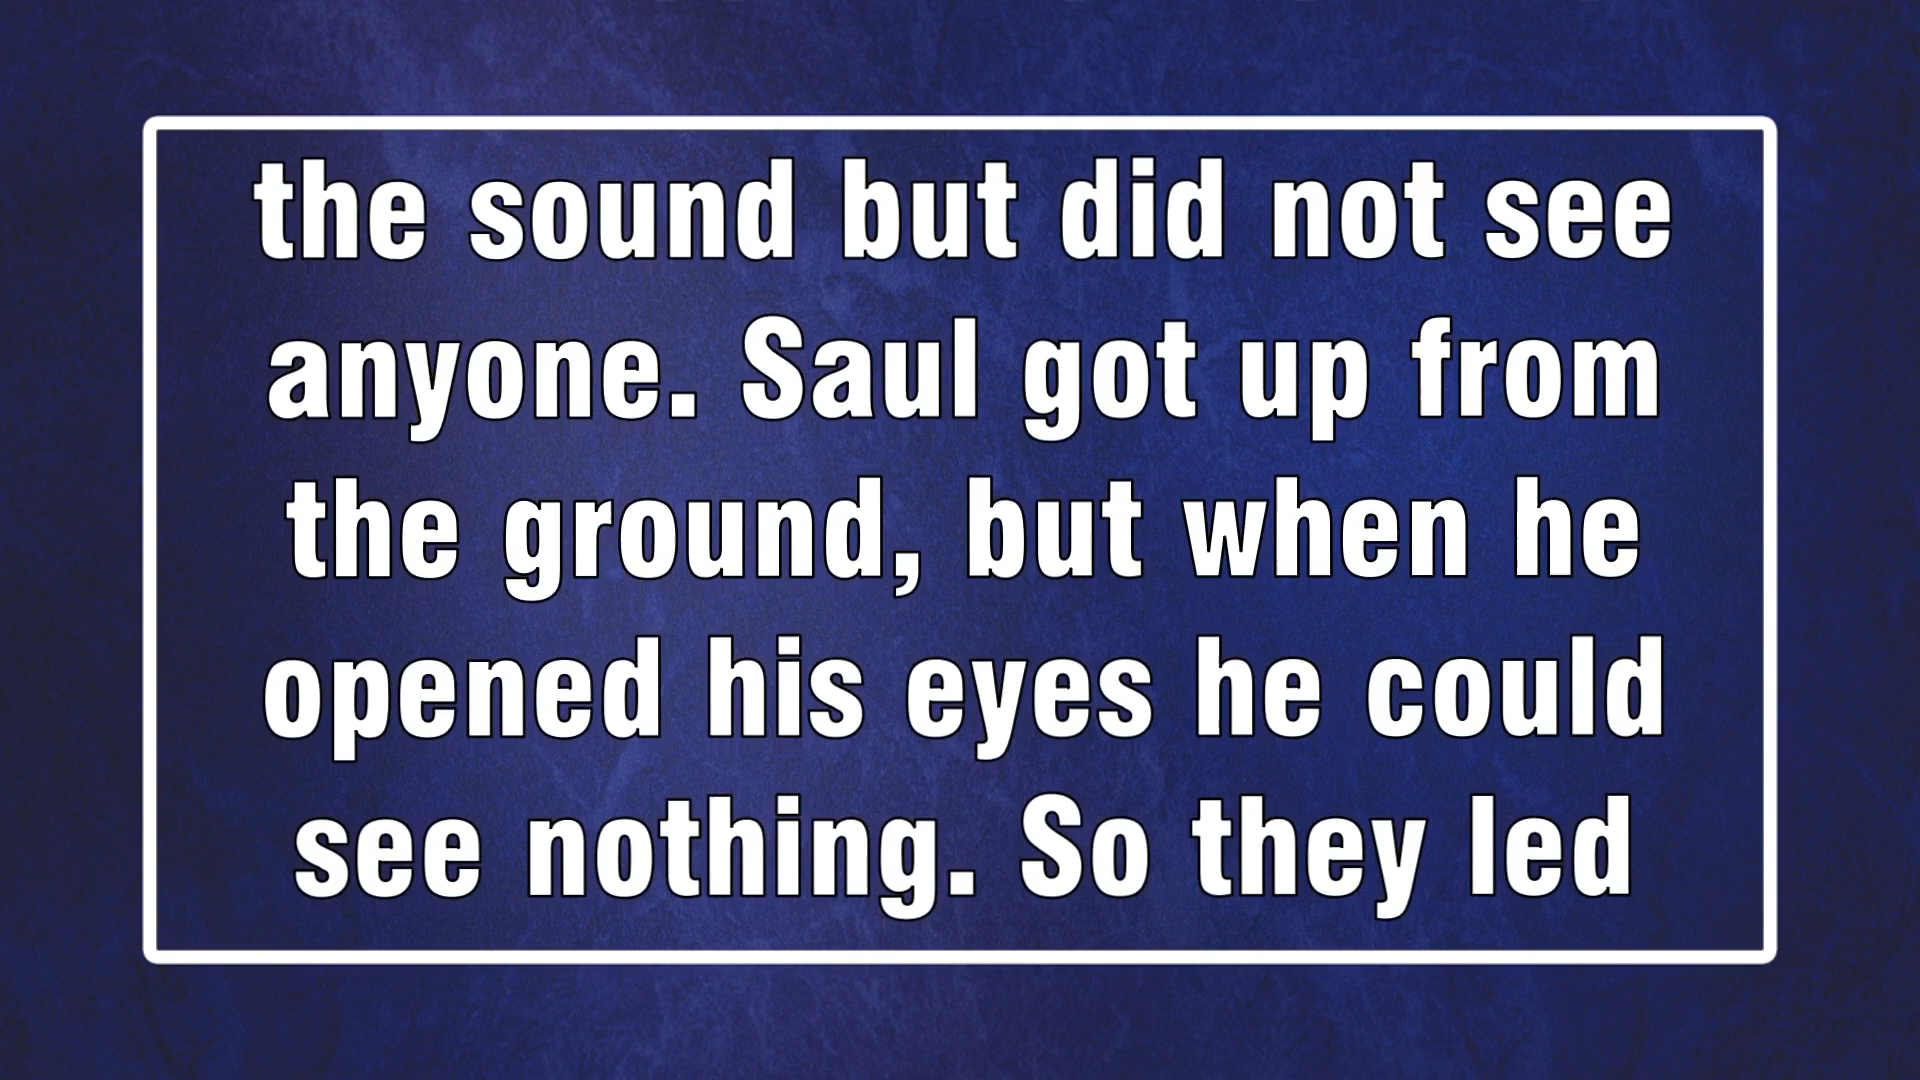 the sound but did not see
anyone. Saul got up from
the ground, but when he
opened his eyes he could
see nothing. So they led